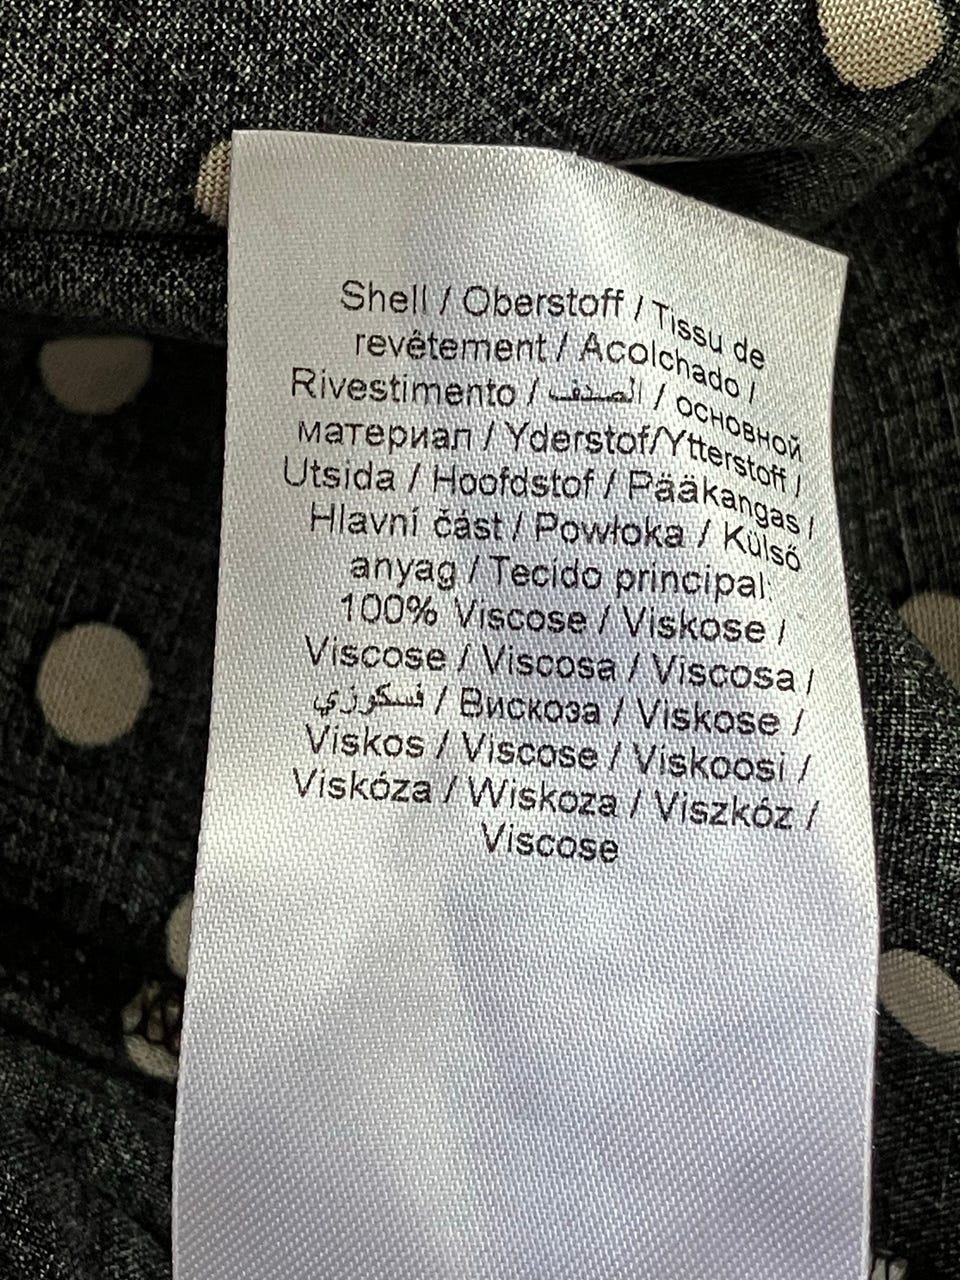 Shell / Oberstoff / Tissu de
revêtement / Acolchado /
Rivestimento / الصدف / основной
материал / Yderstof/Ytterstoff /
Utsida / Hoofdstof / Pääkangas /
Hlavní část / Powłoka / Külső
anyag / Tecido principal:
100% Viscose / Viskose /
Viscose / Viscosa / Viscosa /
فسكوزي / Вискоза / Viskose /
Viskos / Viscose / Viskoosi /
Viskóza / Wiskoza / Viszkóz /
Viscose